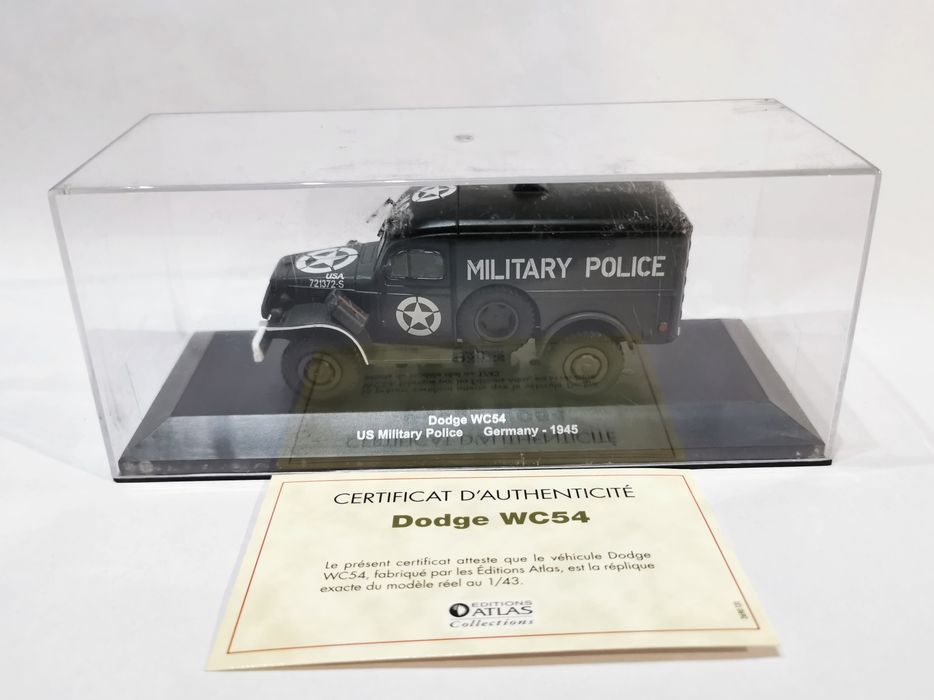 USA
721372-S
MILITARY POLICE
Dodge WC54
US Military Police Germany - 1945
CERTIFICAT D'AUTHENTICITÉ
Dodge WC54
Le présent certificat atteste que le véhicule Dodge
WC54, fabriqué par les Éditions Atlas, est la réplique
exacte du modèle réel au 1/43.
EDITIONS
ATLAS
Collections